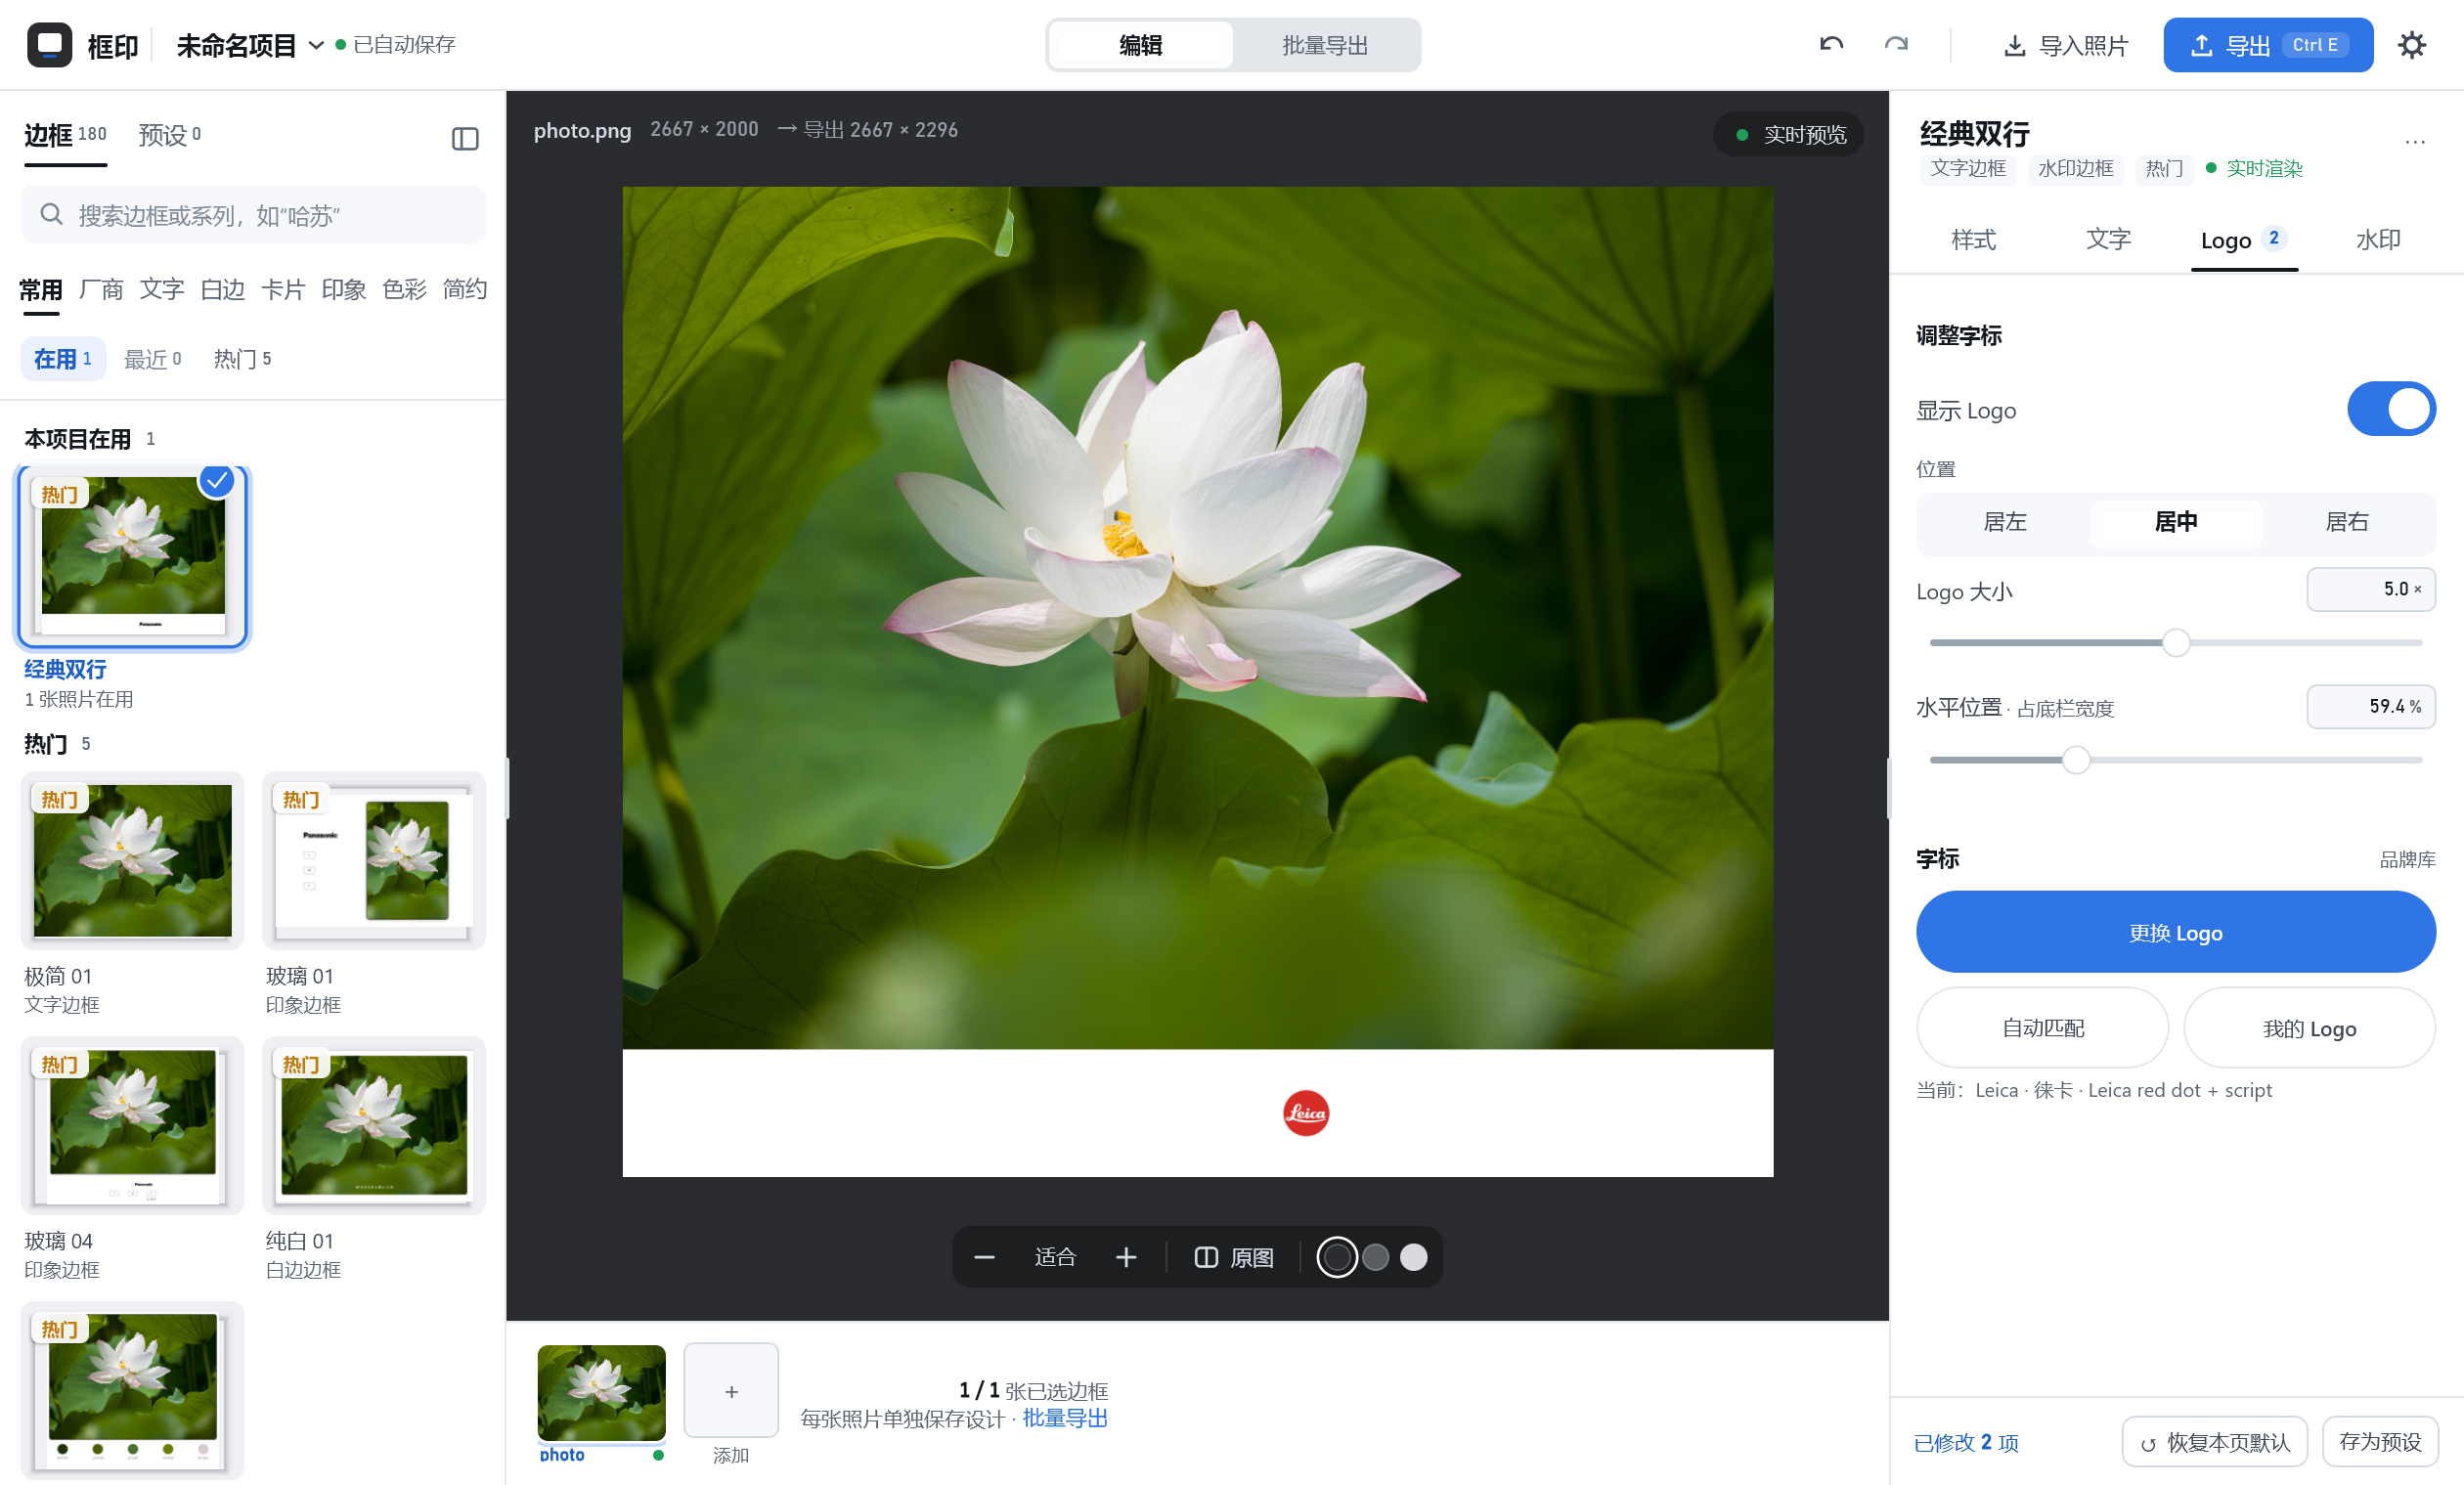 框印
未命名项目
已自动保存
编辑
批量导出
导入照片
导出 Ctrl E
边框 180
预设 0
搜索边框或系列，如“哈苏”
常用 厂商 文字 白边 卡片 印象 色彩 简约
在用 1
最近 0
热门 5
本项目在用 1
热门
Panasonic
经典双行
1 张照片在用
热门 5
热门
热门
Panasonic
极简 01
文字边框
玻璃 01
印象边框
热门
Panasonic
热门
玻璃 04
印象边框
纯白 01
白边边框
热门
photo.png 2667 × 2000 → 导出 2667 × 2296
实时预览
Leica
适合
原图
photo
+
添加
1 / 1 张已选边框
每张照片单独保存设计 · 批量导出
经典双行
...
文字边框 水印边框 热门 实时渲染
样式 文字 Logo 2 水印
调整字标
显示 Logo
位置
居左 居中 居右
Logo 大小 5.0 ×
水平位置 · 占底栏宽度 59.4 %
字标 品牌库
更换 Logo
自动匹配 我的 Logo
当前：Leica · 徕卡 · Leica red dot + script
已修改 2 项
恢复本页默认
存为预设